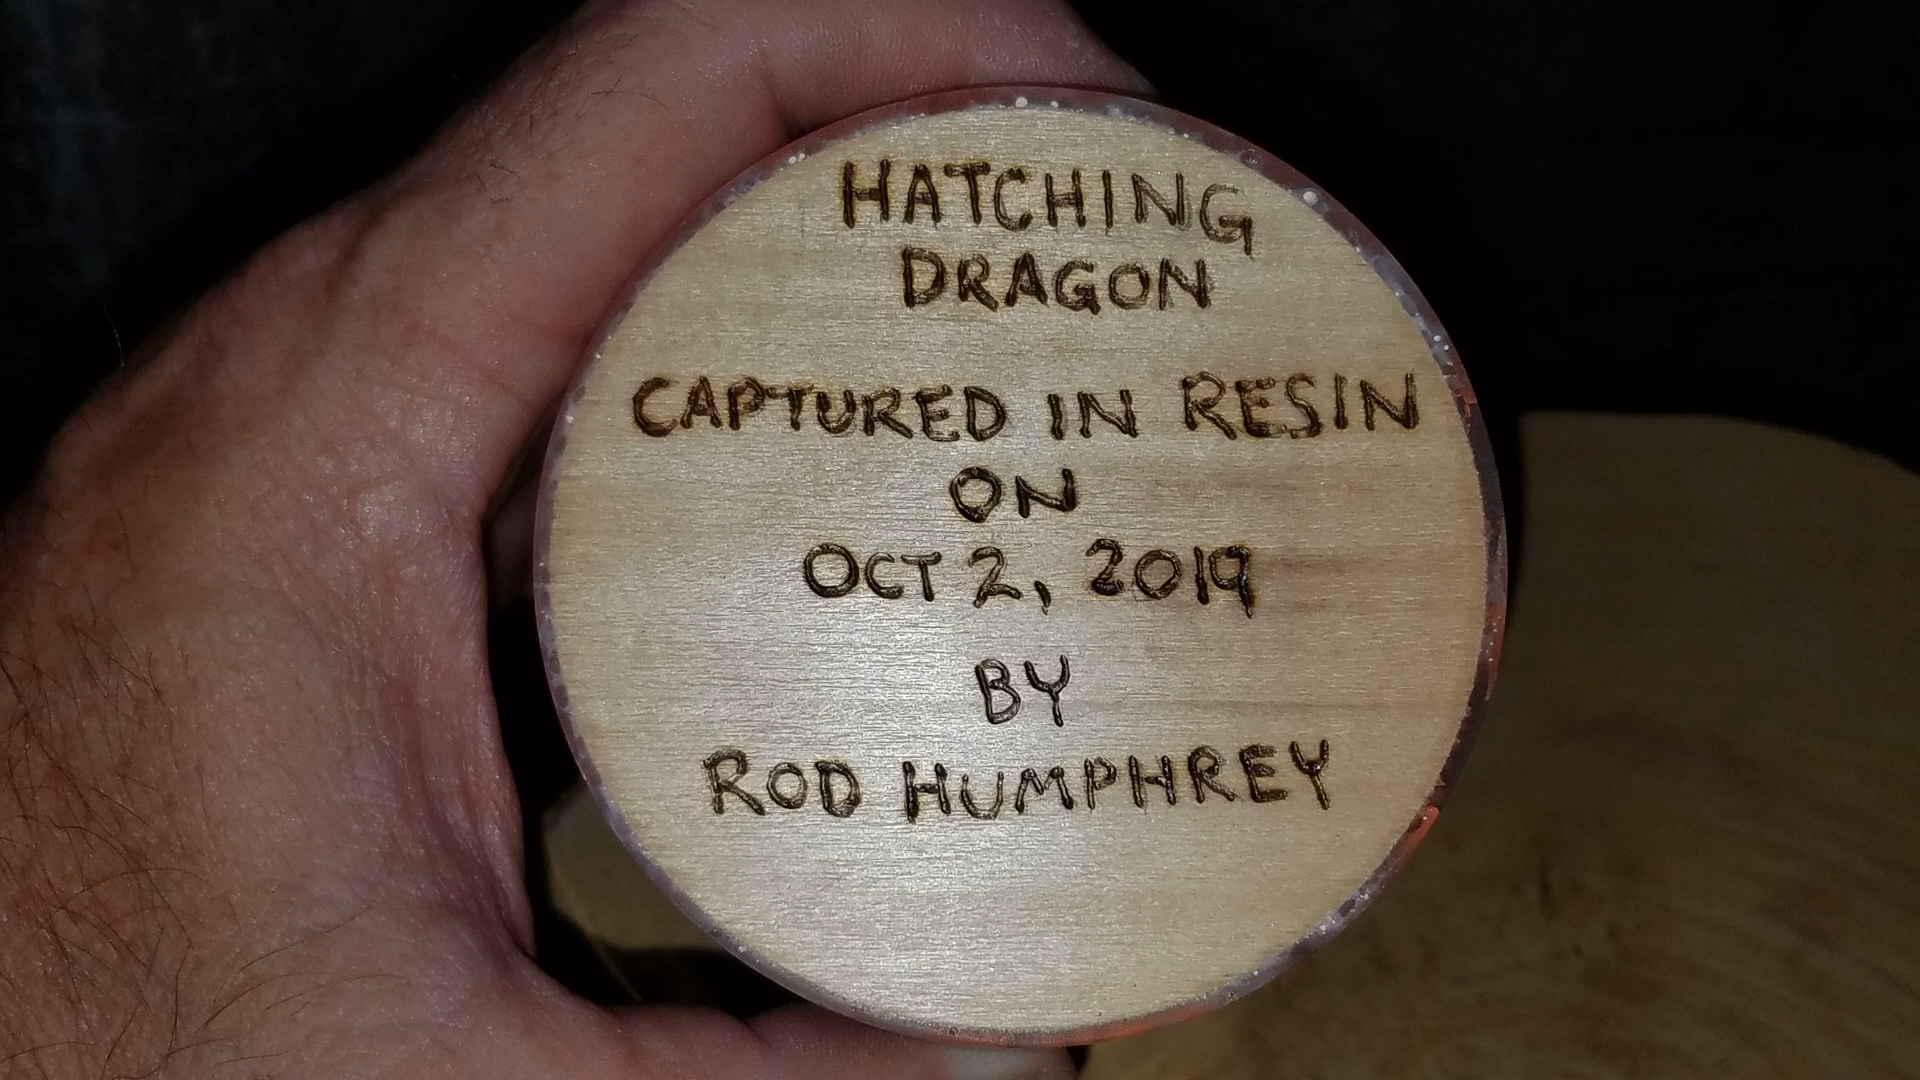 HATCHING
DRAGON
CAPTURED IN RESIN
ON
OCT 2, 2019
BY
ROD HUMPHREY